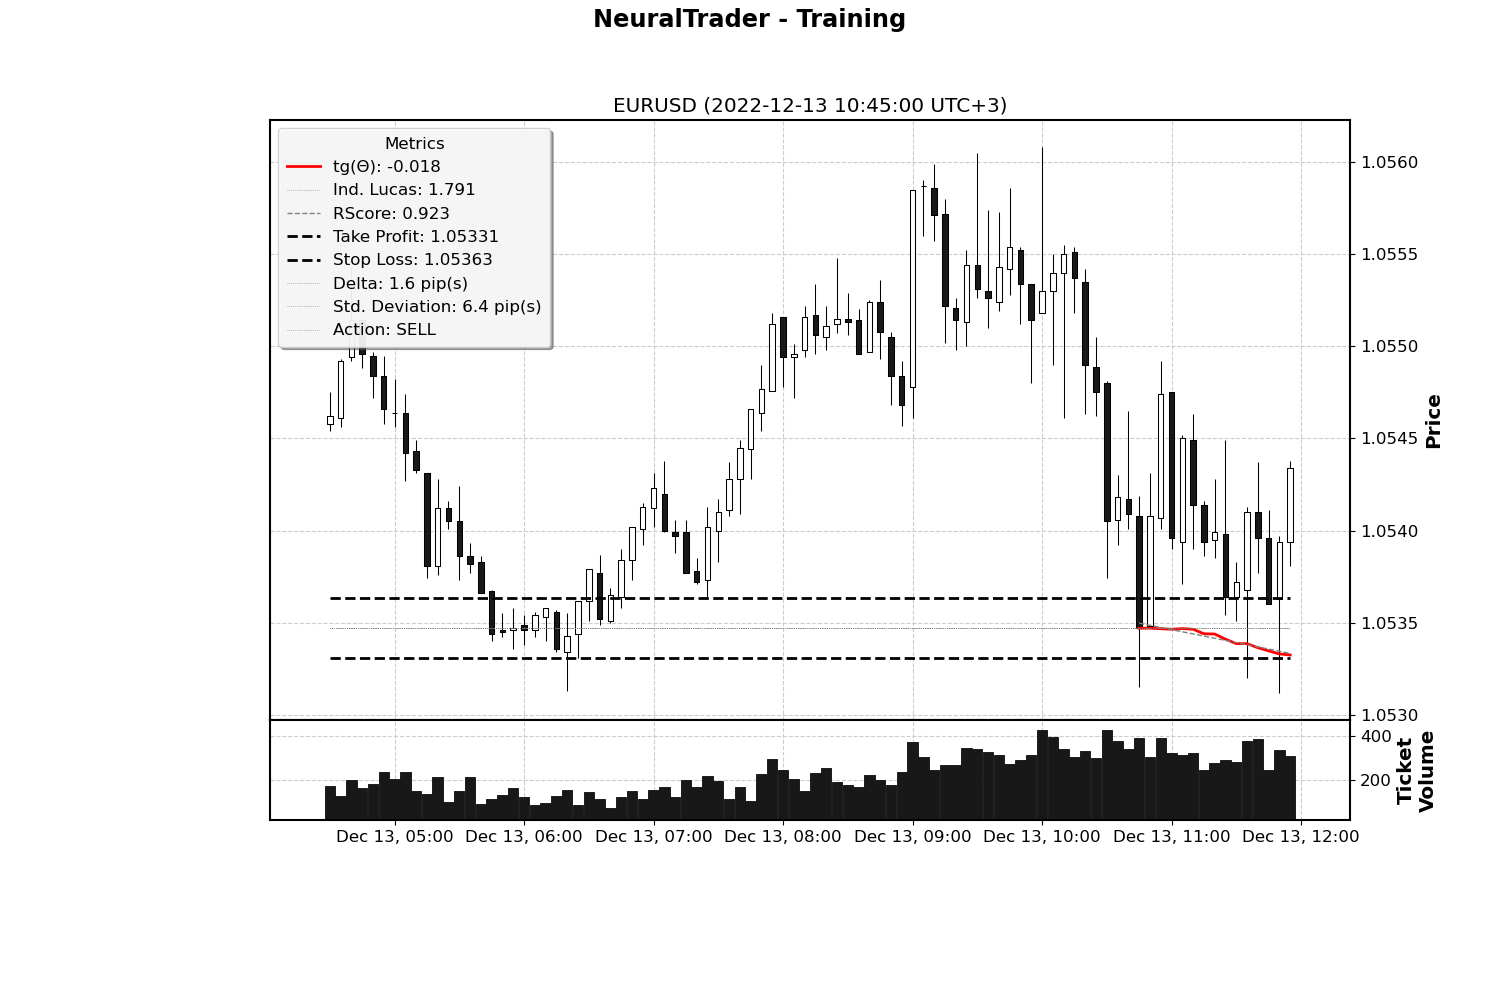 NeuralTrader - Training
EURUSD (2022-12-13 10:45:00 UTC+3)
Metrics
tg(Θ): -0.018
Ind. Lucas: 1.791
RScore: 0.923
Take Profit: 1.05331
Stop Loss: 1.05363
Delta: 1.6 pip(s)
Std. Deviation: 6.4 pip(s)
Action: SELL
1.0560
1.0555
1.0550
1.0545
1.0540
1.0535
1.0530
Price
400
200
Ticket
Volume
Dec 13, 05:00
Dec 13, 06:00
Dec 13, 07:00
Dec 13, 08:00
Dec 13, 09:00
Dec 13, 10:00
Dec 13, 11:00
Dec 13, 12:00